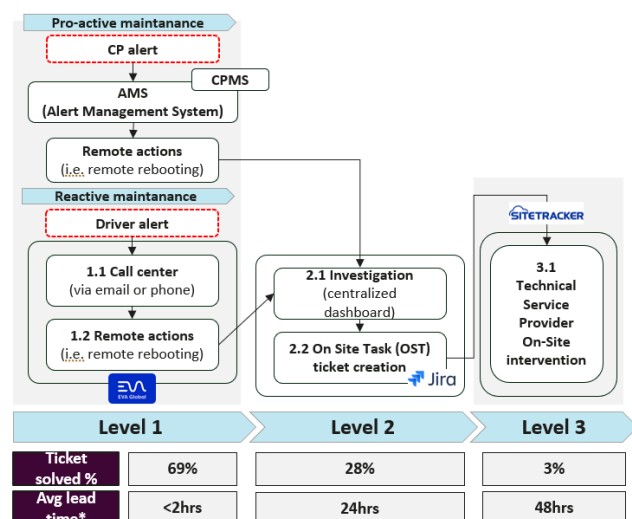 Pro-active maintanance
CP alert
CPMS
AMS
(Alert Management System)
Remote actions
(i.e. remote rebooting)
Reactive maintanance
Driver alert
1.1 Call center
(via email or phone)
1.2 Remote actions
(i.e. remote rebooting)
EVA
EVA Global
2.1 Investigation
(centralized
dashboard)
2.2 On Site Task (OST)
ticket creation
Jira
SITETRACKER
3.1
Technical
Service
Provider
On-Site
intervention
Level 1
Level 2
Level 3
Ticket
solved %
69%
28%
3%
Avg lead
time*
<2hrs
24hrs
48hrs